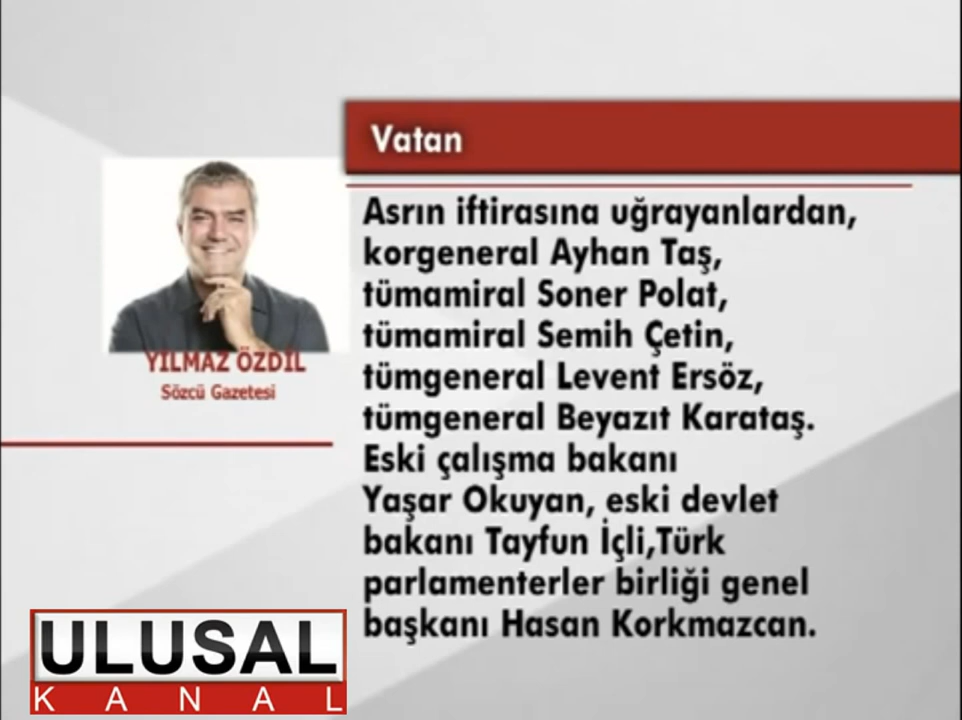 Vatan
YILMAZ ÖZDİL
Sözcü Gazetesi
Asrın iftirasına uğrayanlardan,
korgeneral Ayhan Taş,
tümamiral Soner Polat,
tümamiral Semih Çetin,
tümgeneral Levent Ersöz,
tümgeneral Beyazıt Karataş.
Eski çalışma bakanı
Yaşar Okuyan, eski devlet
bakanı Tayfun İçli,Türk
parlamenterler birliği genel
başkanı Hasan Korkmazcan.
ULUSAL
KANAL